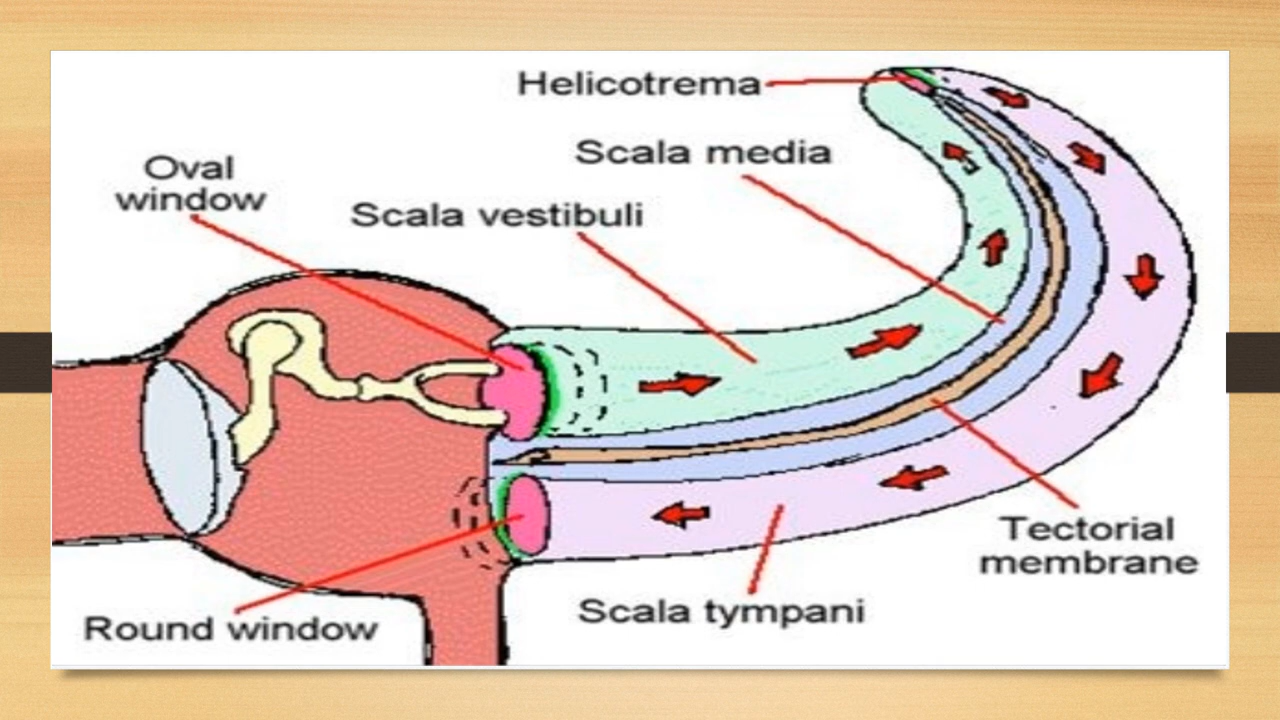 Helicotrema
Scala media
Oval
window
Scala vestibuli
Tectorial
membrane
Scala tympani
Round window